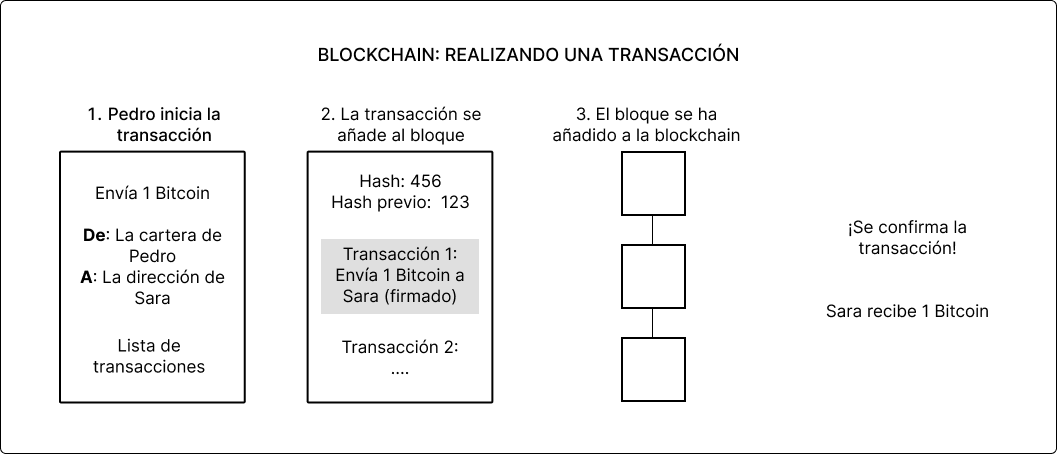 BLOCKCHAIN: REALIZANDO UNA TRANSACCIÓN
1. Pedro inicia la
transacción
Envía 1 Bitcoin
De: La cartera de
Pedro
A: La dirección de
Sara
Lista de
transacciones
2. La transacción se
añade al bloque
Hash: 456
Hash previo: 123
Transacción 1:
Envía 1 Bitcoin a
Sara (firmado)
Transacción 2:
....
3. El bloque se ha
añadido a la blockchain
¡Se confirma la
transacción!
Sara recibe 1 Bitcoin